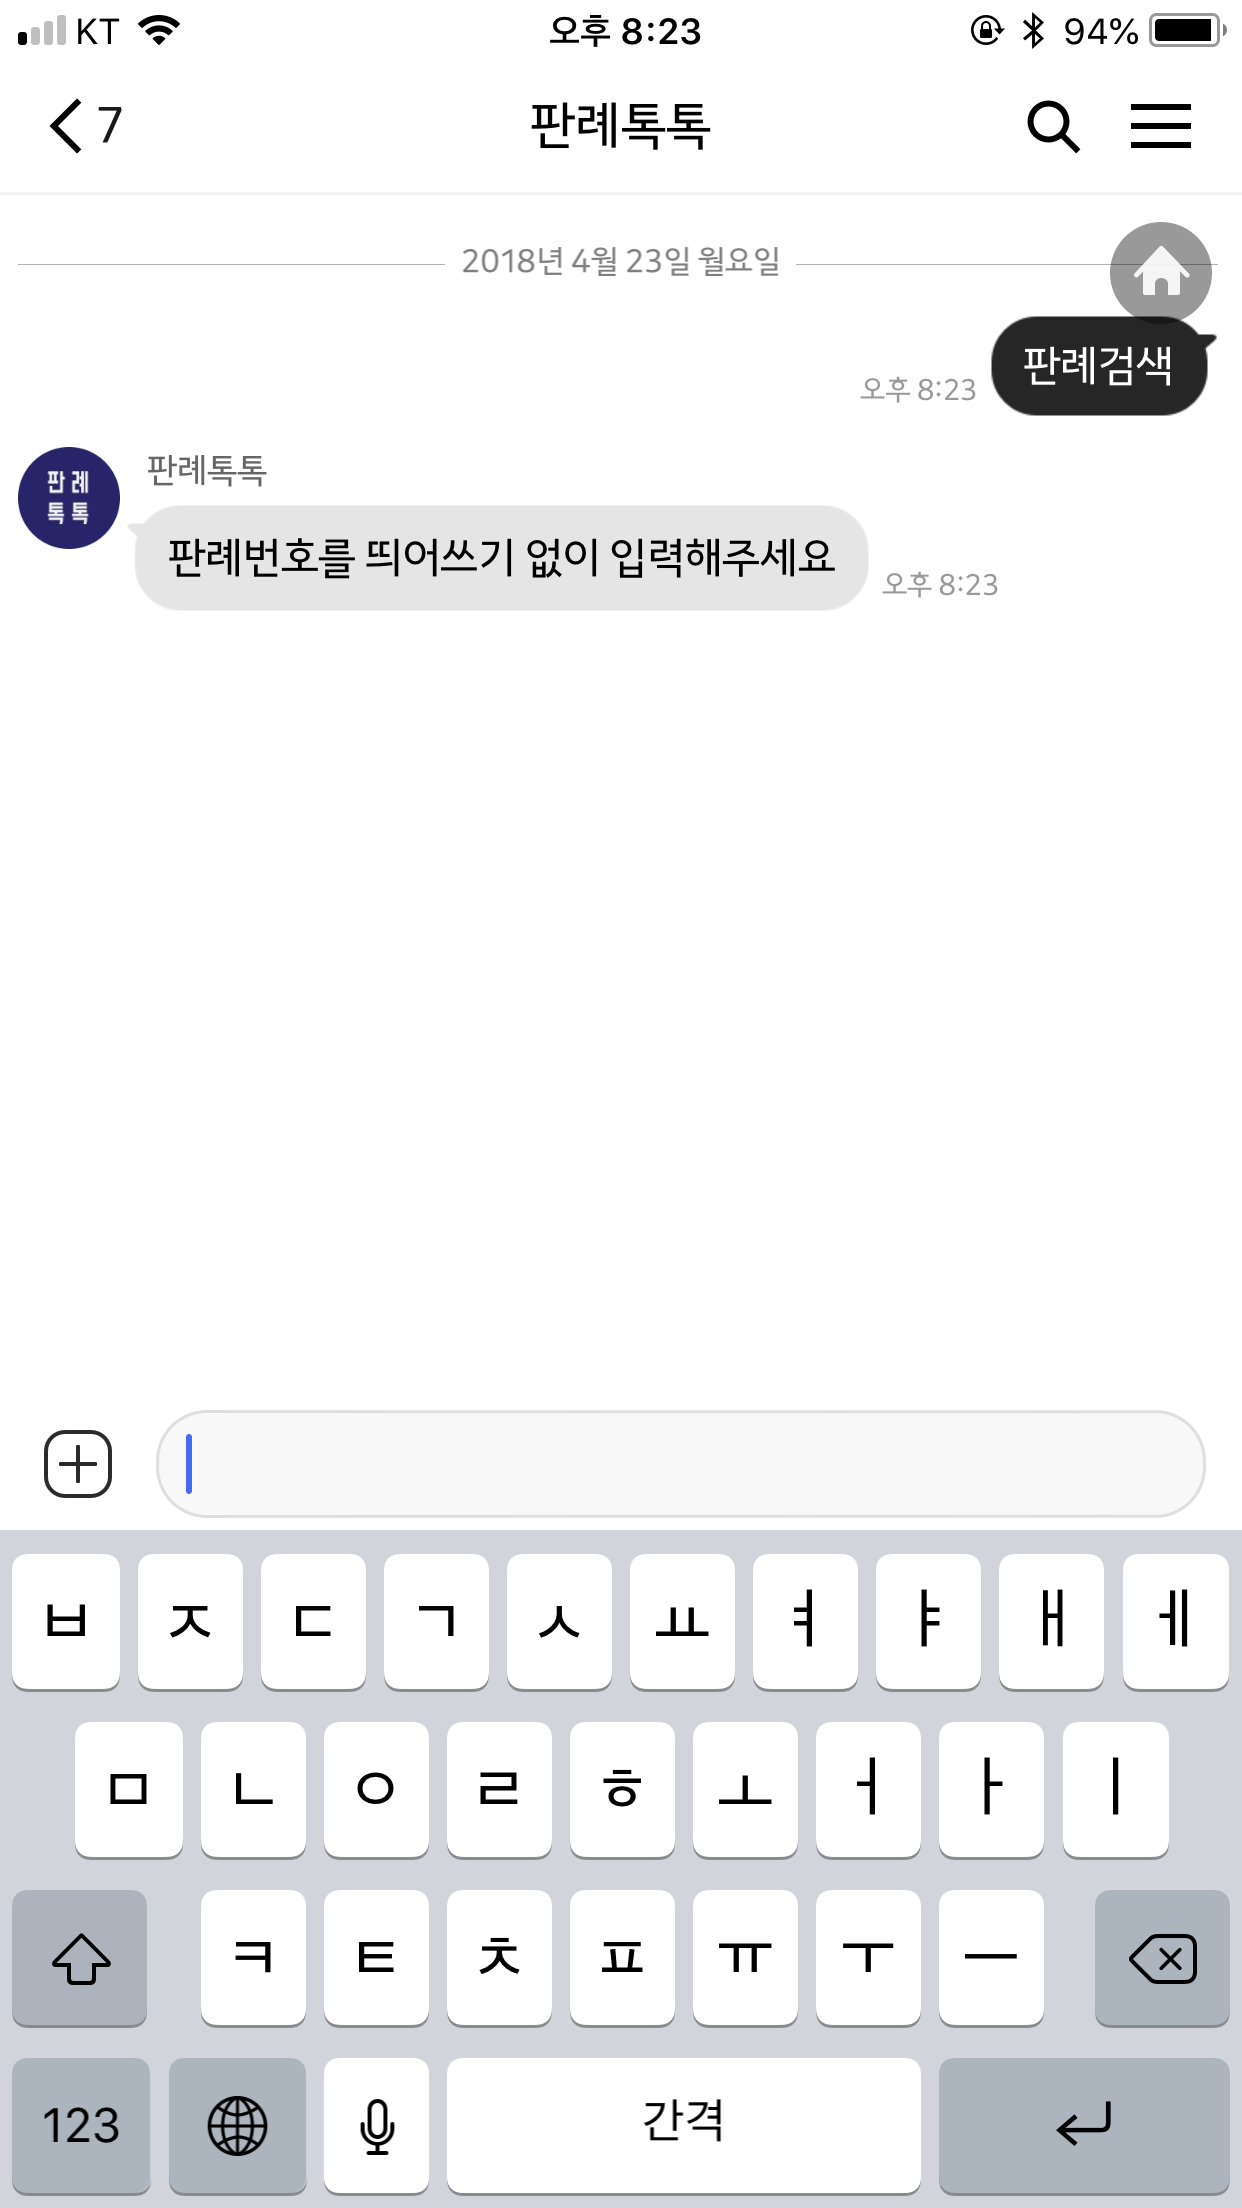 KT 오후 8:23 94%
7 판례톡톡
2018년 4월 23일 월요일
판례검색
오후 8:23
판례
톡톡
판례톡톡
판례번호를 띄어쓰기 없이 입력해주세요
오후 8:23
ㅂ ㅈ ㄷ ㄱ ㅅ ㅛ ㅕ ㅑ ㅐ ㅔ
ㅁ ㄴ ㅇ ㄹ ㅎ ㅗ ㅓ ㅏ ㅣ
ㅋ ㅌ ㅊ ㅍ ㅠ ㅜ ㅡ
123 간격